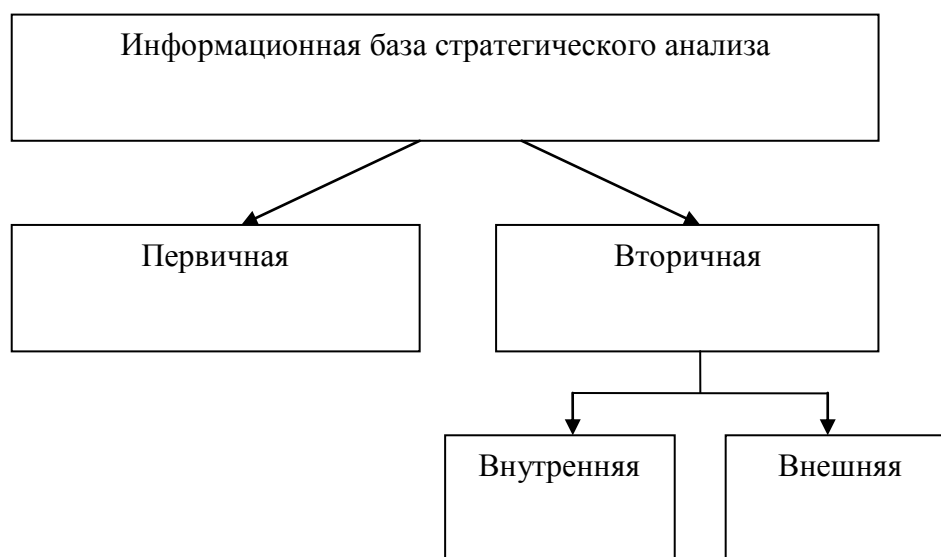 Информационная база стратегического анализа
Первичная
Вторичная
Внутренняя
Внешняя